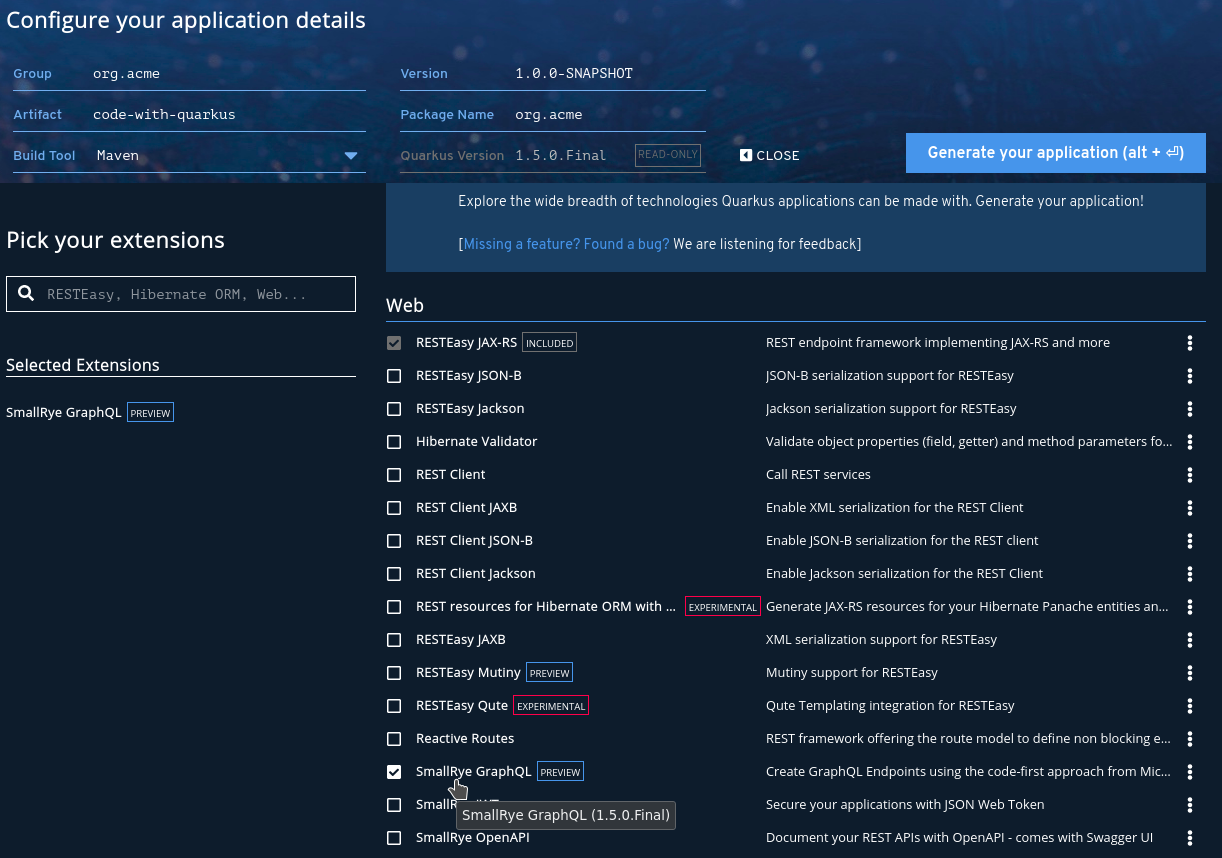 Configure your application details
Group org.acme
Version 1.0.0-SNAPSHOT
Artifact code-with-quarkus
Package Name org.acme
Build Tool Maven
Quarkus Version 1.5.0.Final READ-ONLY
CLOSE
Generate your application (alt + ⏎)
Explore the wide breadth of technologies Quarkus applications can be made with. Generate your application!
[Missing a feature? Found a bug? We are listening for feedback]
Pick your extensions
RESTEasy, Hibernate ORM, Web...
Selected Extensions
SmallRye GraphQL PREVIEW
Web
RESTEasy JAX-RS INCLUDED REST endpoint framework implementing JAX-RS and more
RESTEasy JSON-B JSON-B serialization support for RESTEasy
RESTEasy Jackson Jackson serialization support for RESTEasy
Hibernate Validator Validate object properties (field, getter) and method parameters fo...
REST Client Call REST services
REST Client JAXB Enable XML serialization for the REST Client
REST Client JSON-B Enable JSON-B serialization for the REST client
REST Client Jackson Enable Jackson serialization for the REST Client
REST resources for Hibernate ORM with ... EXPERIMENTAL Generate JAX-RS resources for your Hibernate Panache entities an...
RESTEasy JAXB XML serialization support for RESTEasy
RESTEasy Mutiny PREVIEW Mutiny support for RESTEasy
RESTEasy Qute EXPERIMENTAL Qute Templating integration for RESTEasy
Reactive Routes REST framework offering the route model to define non blocking e...
SmallRye GraphQL PREVIEW Create GraphQL Endpoints using the code-first approach from Mic...
Secure your applications with JSON Web Token
SmallRye GraphQL (1.5.0.Final)
SmallRye OpenAPI Document your REST APIs with OpenAPI - comes with Swagger UI